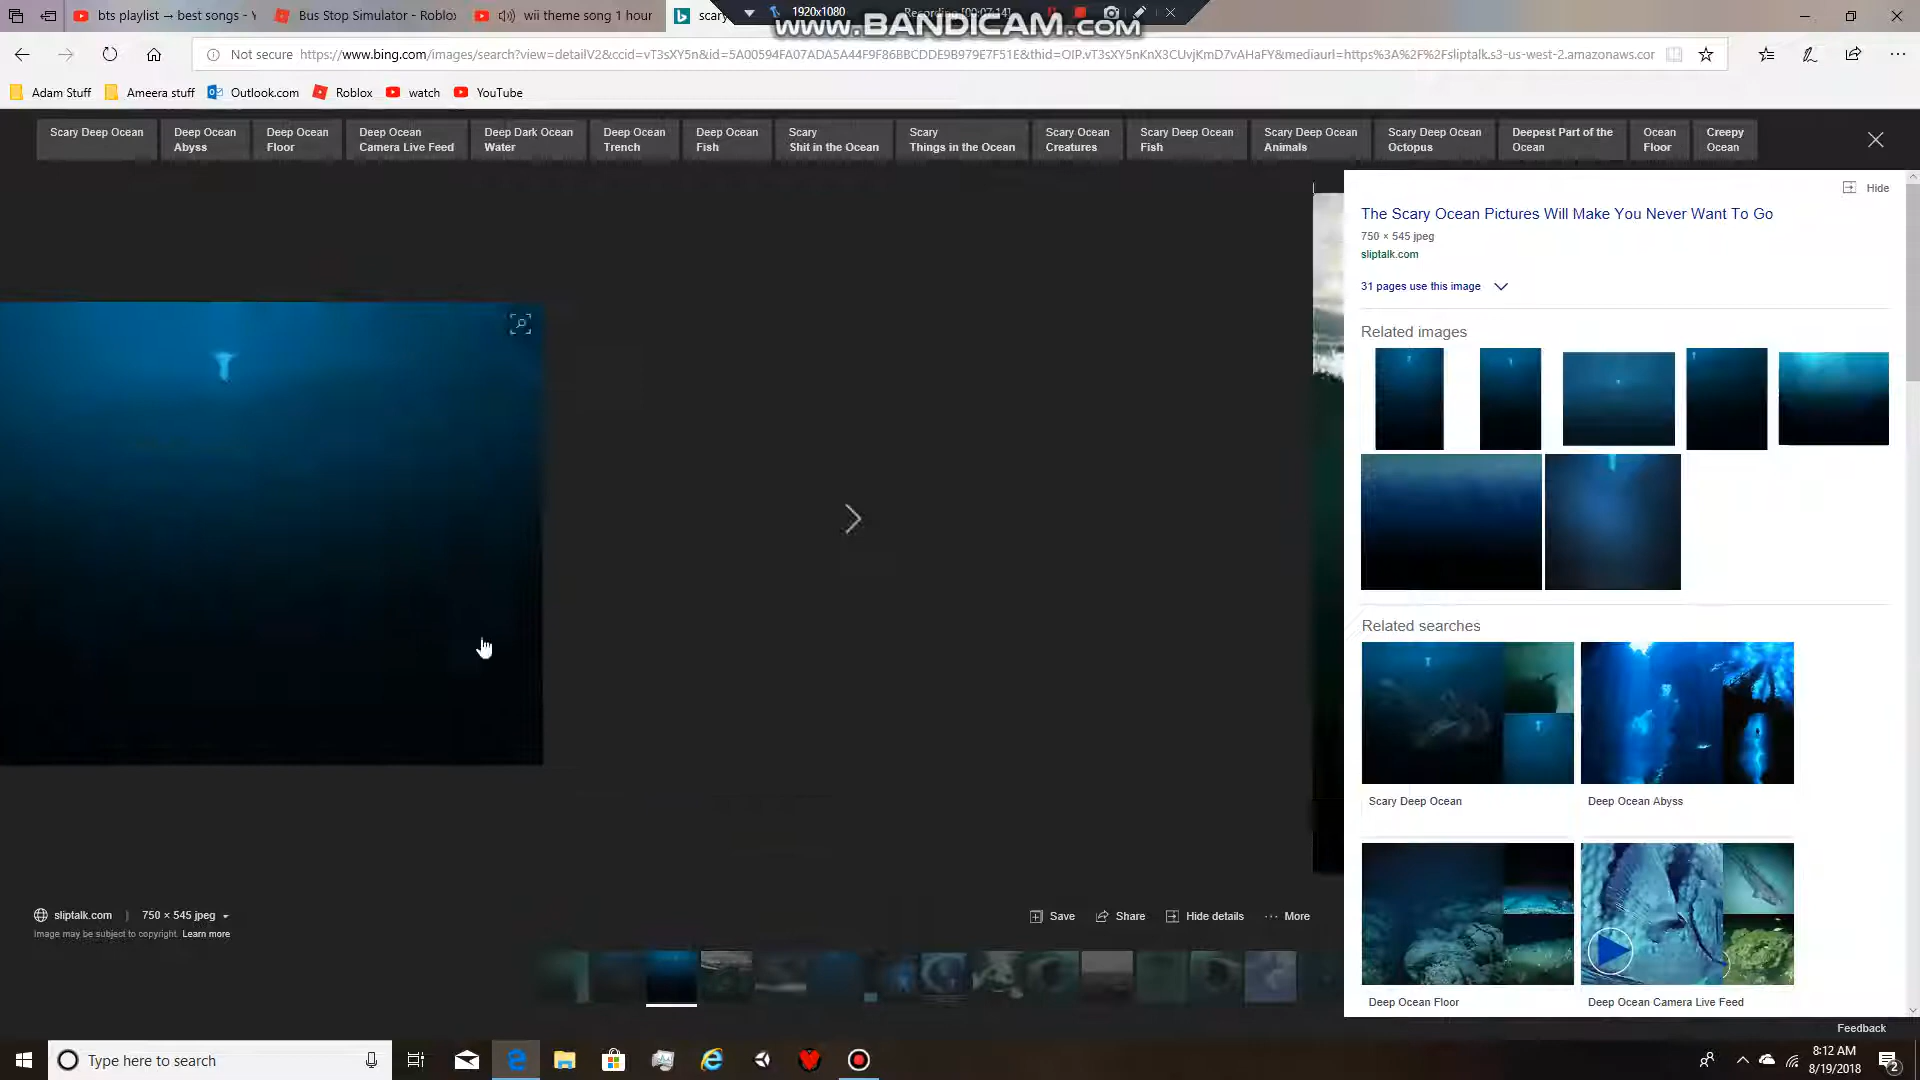 bts playlist → best songs - Y
Bus Stop Simulator - Roblox
wii theme song 1 hour
scary
1920x1080
Recording [00:07:14]
www.BANDICAM.com
Not secure
https://www.bing.com/images/search?view=detailV2&ccid=vT3sXY5n&id=5A00594FA07ADA5A44F9F86BBCDDE9B979E7F51E&thid=OIP.vT3sXY5nKnX3CUvjKmD7vAHaFY&mediaurl=https%3A%2F%2Fsliptalk.s3-us-west-2.amazonaws.cor
Adam Stuff
Ameera stuff
Outlook.com
Roblox
watch
YouTube
Scary Deep Ocean
Deep Ocean
Abyss
Deep Ocean
Floor
Deep Ocean
Camera Live Feed
Deep Dark Ocean
Water
Deep Ocean
Trench
Deep Ocean
Fish
Scary
Shit in the Ocean
Scary
Things in the Ocean
Scary Ocean
Creatures
Scary Deep Ocean
Fish
Scary Deep Ocean
Animals
Scary Deep Ocean
Octopus
Deepest Part of the
Ocean
Ocean
Floor
Creepy
Ocean
Hide
The Scary Ocean Pictures Will Make You Never Want To Go
750 × 545 jpeg
sliptalk.com
31 pages use this image
Related images
Related searches
Scary Deep Ocean
Deep Ocean Abyss
Deep Ocean Floor
Deep Ocean Camera Live Feed
sliptalk.com | 750 × 545 jpeg
Image may be subject to copyright. Learn more
Save
Share
Hide details
··· More
Feedback
Type here to search
8:12 AM
8/19/2018
2